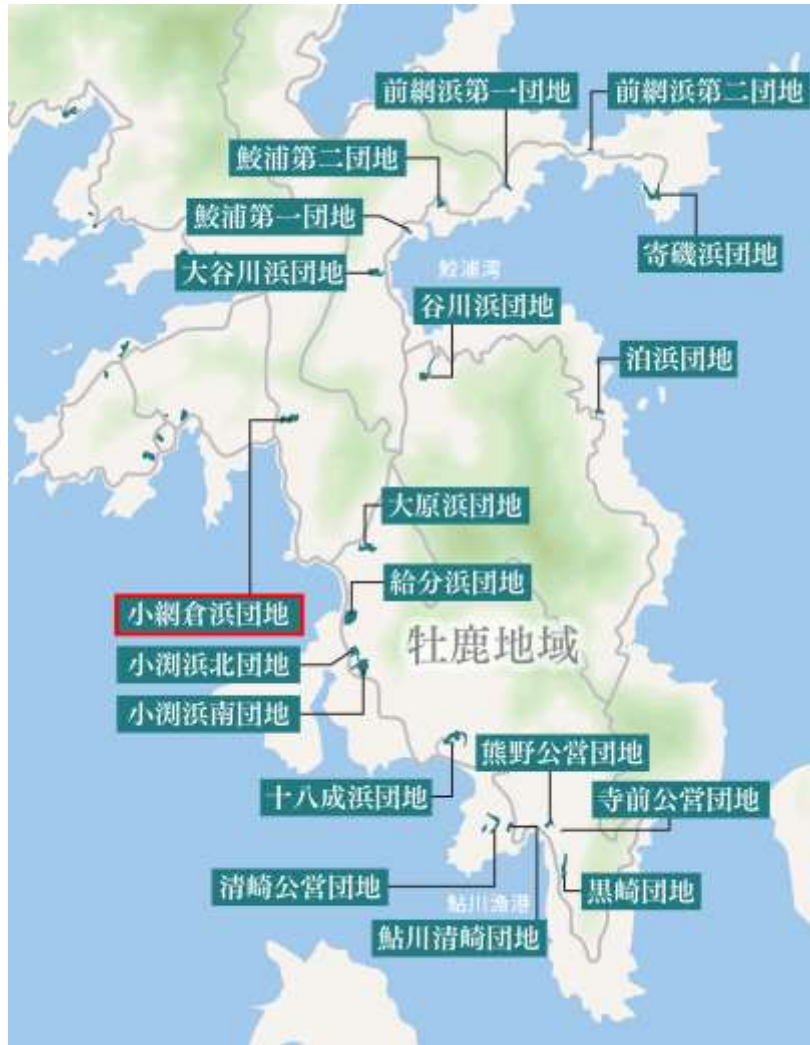 前網浜第一団地
前網浜第二団地
鮫浦第二団地
鮫浦第一団地
寄磯浜団地
大谷川浜団地
鮫浦湾
谷川浜団地
泊浜団地
大原浜団地
給分浜団地
小網倉浜団地
牡鹿地域
小渕浜北団地
小渕浜南団地
熊野公営団地
十八成浜団地
寺前公営団地
清崎公営団地
黒崎団地
鮎川漁港
鮎川清崎団地